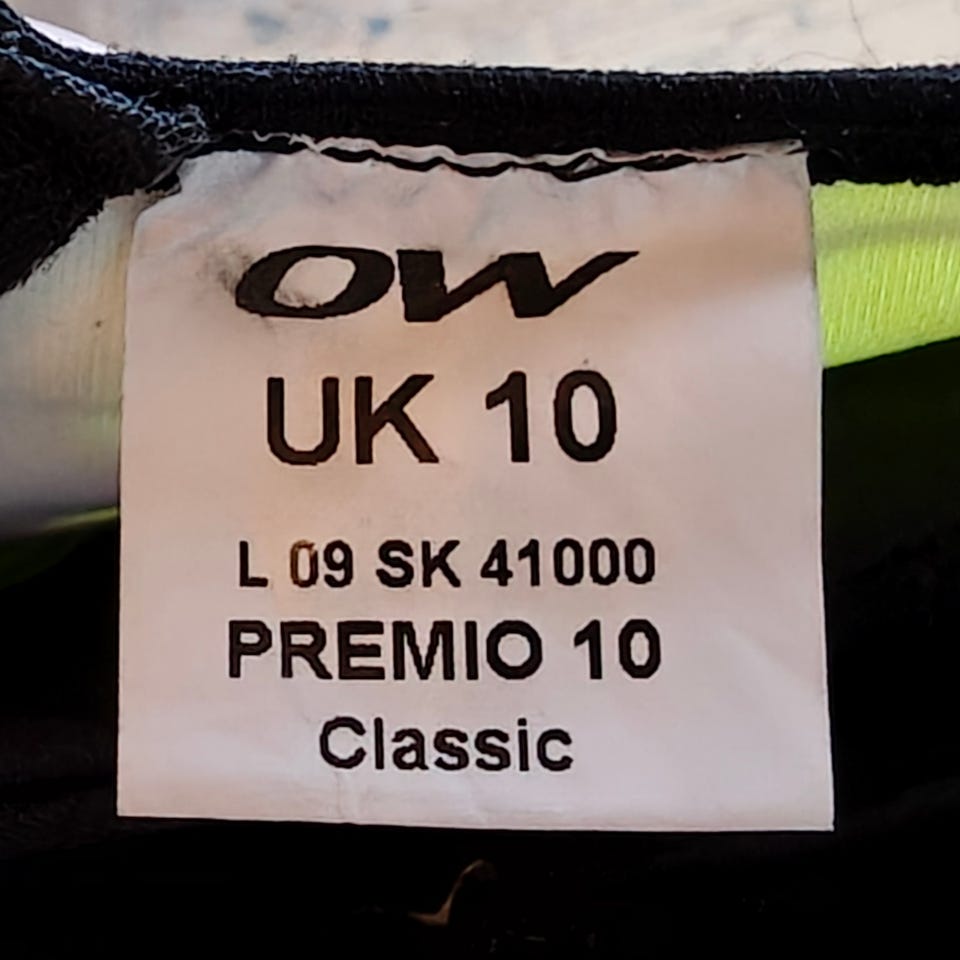 OW
UK 10
L 09 SK 41000
PREMIO 10
Classic